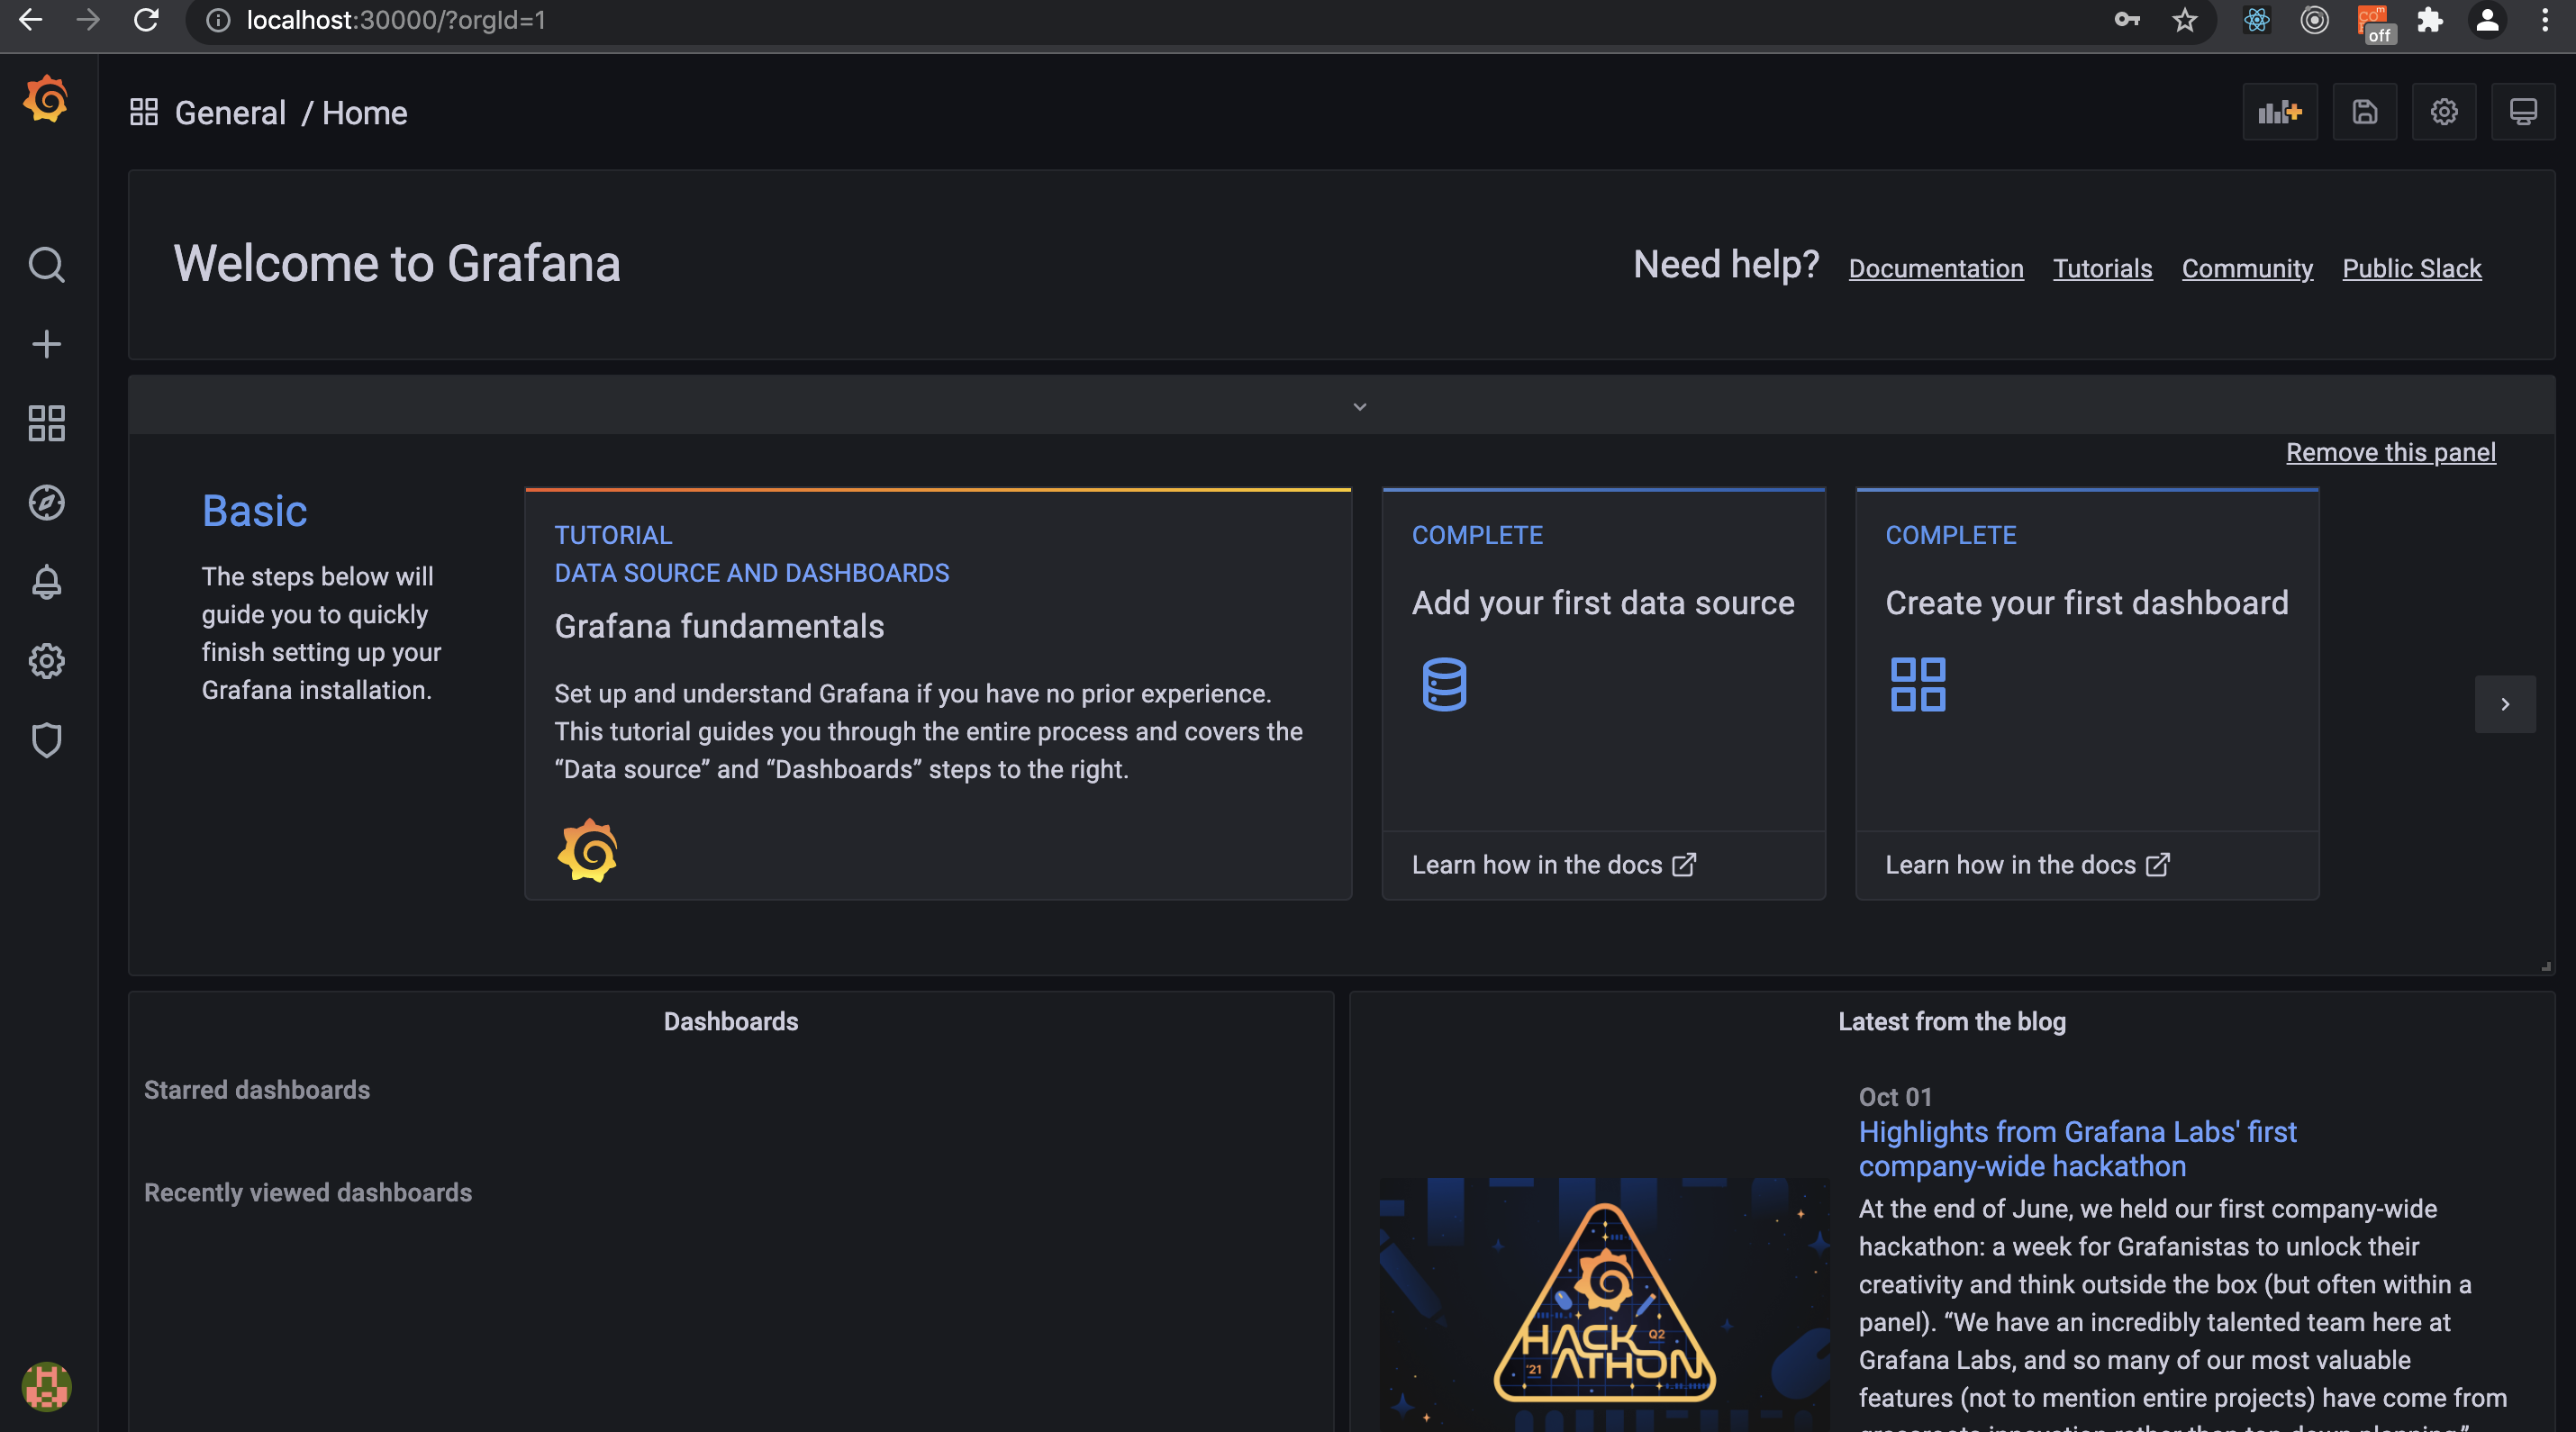 localhost:30000/?orgId=1
off
General / Home
Welcome to Grafana
Need help? Documentation Tutorials Community Public Slack
Remove this panel
Basic
The steps below will
guide you to quickly
finish setting up your
Grafana installation.
TUTORIAL
DATA SOURCE AND DASHBOARDS
Grafana fundamentals
Set up and understand Grafana if you have no prior experience.
This tutorial guides you through the entire process and covers the
“Data source” and “Dashboards” steps to the right.
COMPLETE
Add your first data source
Learn how in the docs
COMPLETE
Create your first dashboard
Learn how in the docs
Dashboards
Starred dashboards
Recently viewed dashboards
Latest from the blog
HACK Q2
'21 ATHON
Oct 01
Highlights from Grafana Labs' first
company-wide hackathon
At the end of June, we held our first company-wide
hackathon: a week for Grafanistas to unlock their
creativity and think outside the box (but often within a
panel). “We have an incredibly talented team here at
Grafana Labs, and so many of our most valuable
features (not to mention entire projects) have come from